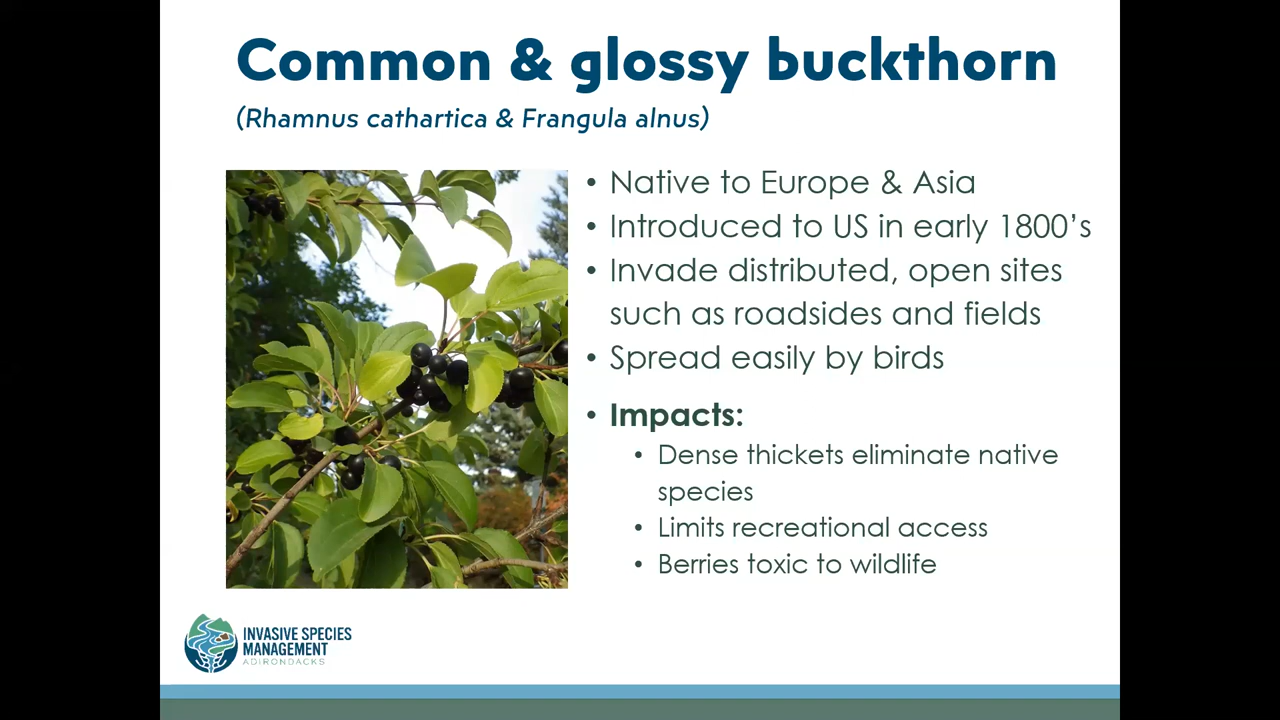 Common & glossy buckthorn
(Rhamnus cathartica & Frangula alnus)
• Native to Europe & Asia
• Introduced to US in early 1800's
• Invade distributed, open sites
such as roadsides and fields
• Spread easily by birds
• Impacts:
• Dense thickets eliminate native
species
• Limits recreational access
• Berries toxic to wildlife
INVASIVE SPECIES
MANAGEMENT
ADIRONDACKS